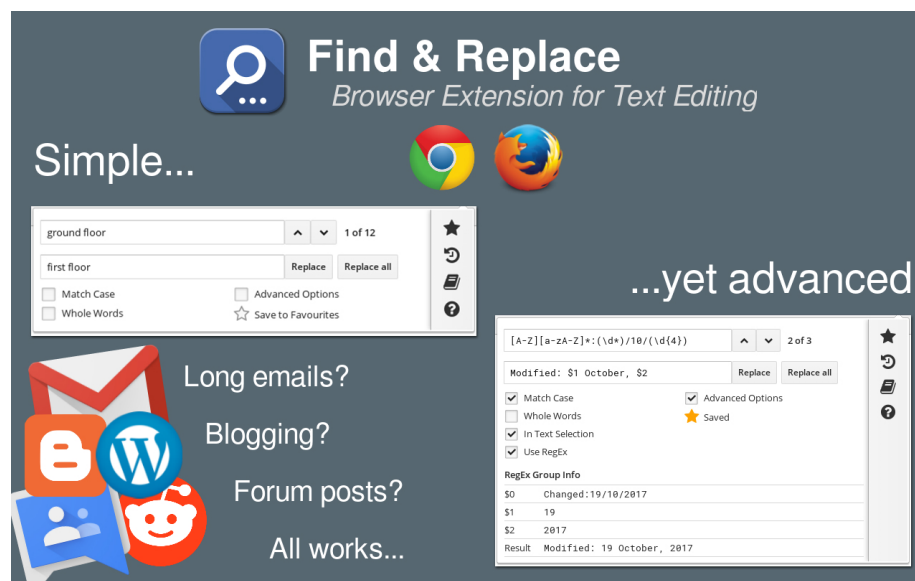 Find & Replace
Browser Extension for Text Editing
Simple...
ground floor 1 of 12
first floor Replace Replace all
Match Case Advanced Options
Whole Words Save to Favourites
...yet advanced
[A-Z][a-zA-Z]*:(\d*)/10/(\d{4}) 2 of 3
Modified: $1 October, $2 Replace Replace all
Match Case Advanced Options
Whole Words Saved
In Text Selection
Use RegEx
RegEx Group Info
$0 Changed:19/10/2017
$1 19
$2 2017
Result Modified: 19 October, 2017
Long emails?
Blogging?
Forum posts?
All works...